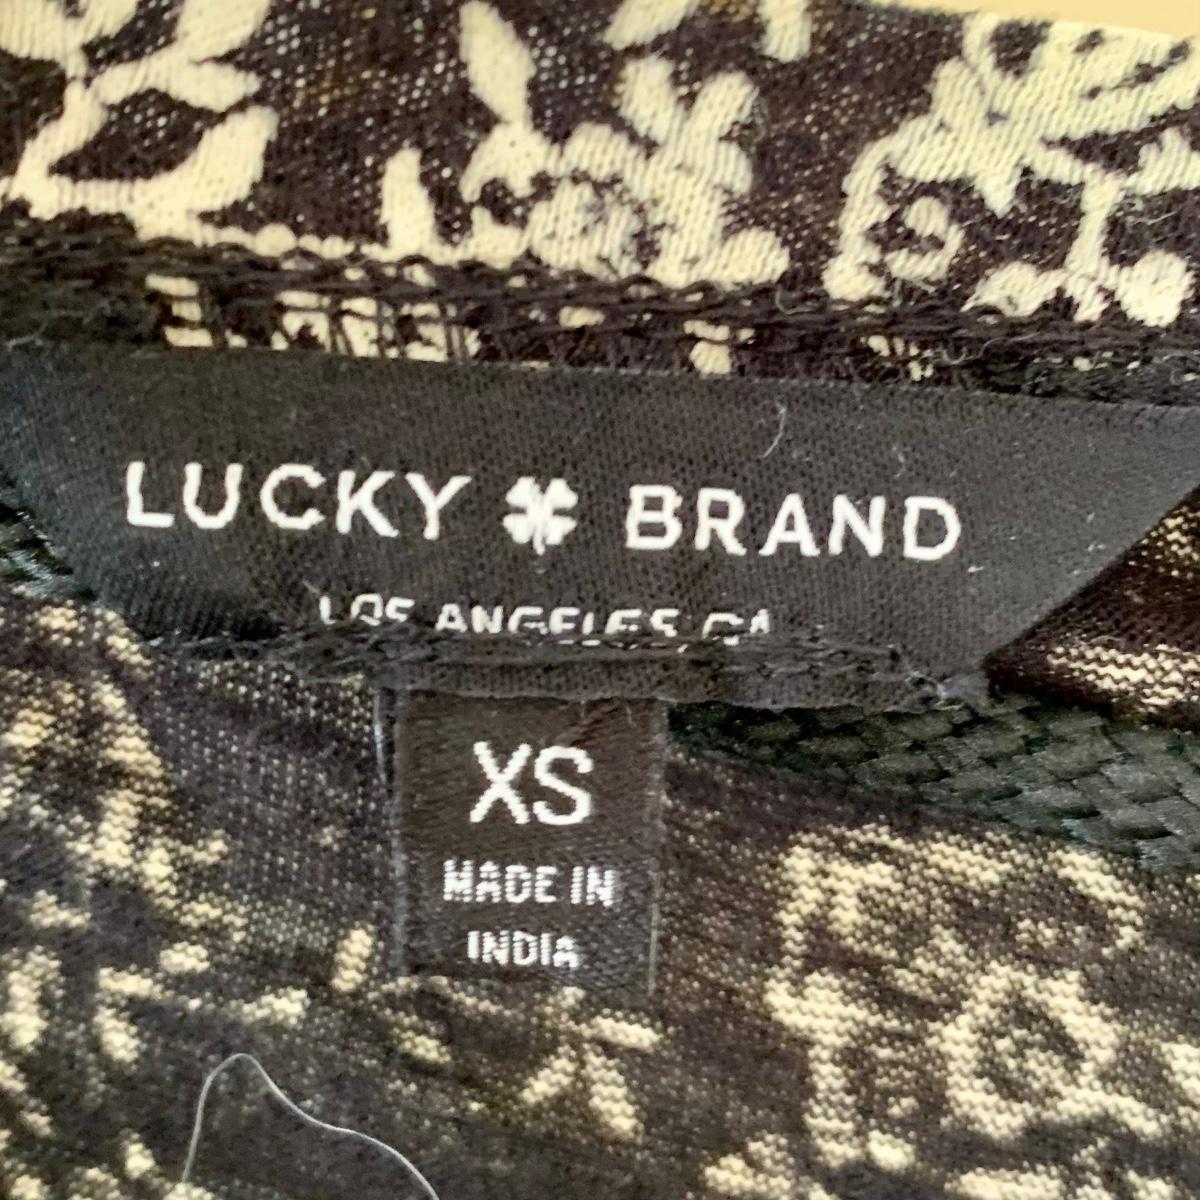 LUCKY BRAND
LOS ANGELES, CA
XS
MADE IN
INDIA